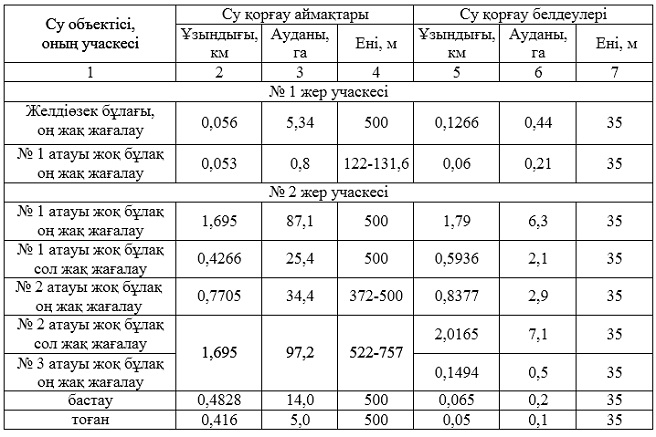 Су объектісі, оның учаскесі | Су қорғау аймақтары | Су қорғау белдеулері
Ұзындығы, км | Ауданы, га | Ені, м | Ұзындығы, км | Ауданы, га | Ені, м
1 | 2 | 3 | 4 | 5 | 6 | 7
№ 1 жер учаскесі
Желдіөзек бұлағы, оң жақ жағалау | 0,056 | 5,34 | 500 | 0,1266 | 0,44 | 35
№ 1 атауы жоқ бұлақ оң жақ жағалау | 0,053 | 0,8 | 122-131,6 | 0,06 | 0,21 | 35
№ 2 жер учаскесі
№ 1 атауы жоқ бұлақ оң жақ жағалау | 1,695 | 87,1 | 500 | 1,79 | 6,3 | 35
№ 1 атауы жоқ бұлақ сол жақ жағалау | 0,4266 | 25,4 | 500 | 0,5936 | 2,1 | 35
№ 2 атауы жоқ бұлақ оң жақ жағалау | 0,7705 | 34,4 | 372-500 | 0,8377 | 2,9 | 35
№ 2 атауы жоқ бұлақ сол жақ жағалау | 1,695 | 97,2 | 522-757 | 2,0165 | 7,1 | 35
№ 3 атауы жоқ бұлақ оң жақ жағалау | 0,1494 | 0,5 | 35
бастау | 0,4828 | 14,0 | 500 | 0,065 | 0,2 | 35
тоған | 0,416 | 5,0 | 500 | 0,05 | 0,1 | 35